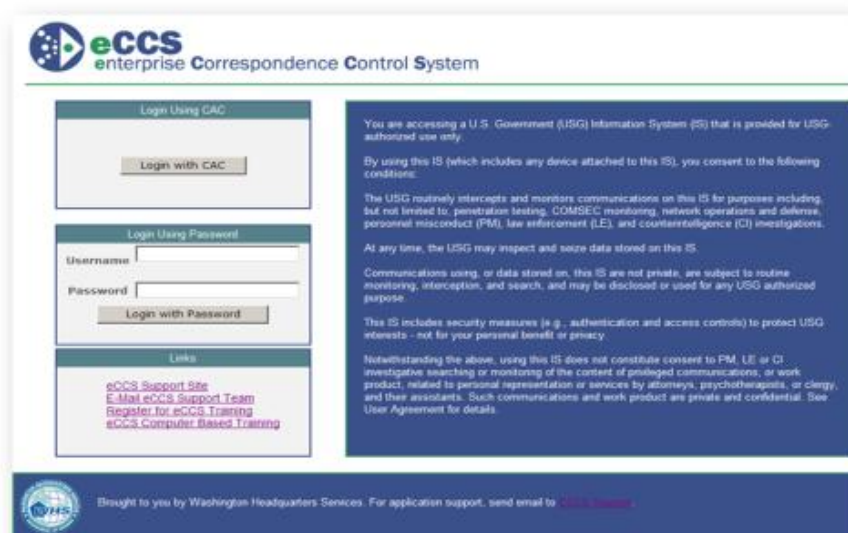 eCCS
enterprise Correspondence Control System
Login Using CAC
Login with CAC
Login Using Password
Username
Password
Login with Password
Links
eCCS Support Site
E-Mail eCCS Support Team
Register for eCCS Training
eCCS Computer Based Training
You are accessing a U.S. Government (USG) Information System (IS) that is provided for USG-
authorized use only.
By using this IS (which includes any device attached to this IS), you consent to the following
conditions:
The USG routinely intercepts and monitors communications on this IS for purposes including,
but not limited to, penetration testing, COMSEC monitoring, network operations and defense,
personnel misconduct (PM), law enforcement (LE), and counterintelligence (CI) investigations.
At any time, the USG may inspect and seize data stored on this IS.
Communications using, or data stored on, this IS are not private, are subject to routine
monitoring, interception, and search, and may be disclosed or used for any USG authorized
purpose.
This IS includes security measures (e.g., authentication and access controls) to protect USG
interests - not for your personal benefit or privacy.
Notwithstanding the above, using this IS does not constitute consent to PM, LE or CI
investigative searching or monitoring of the content of privileged communications, or work
product, related to personal representation or services by attorneys, psychotherapists, or clergy,
and their assistants. Such communications and work product are private and confidential. See
User Agreement for details.
WHS
Brought to you by Washington Headquarters Services. For application support, send email to